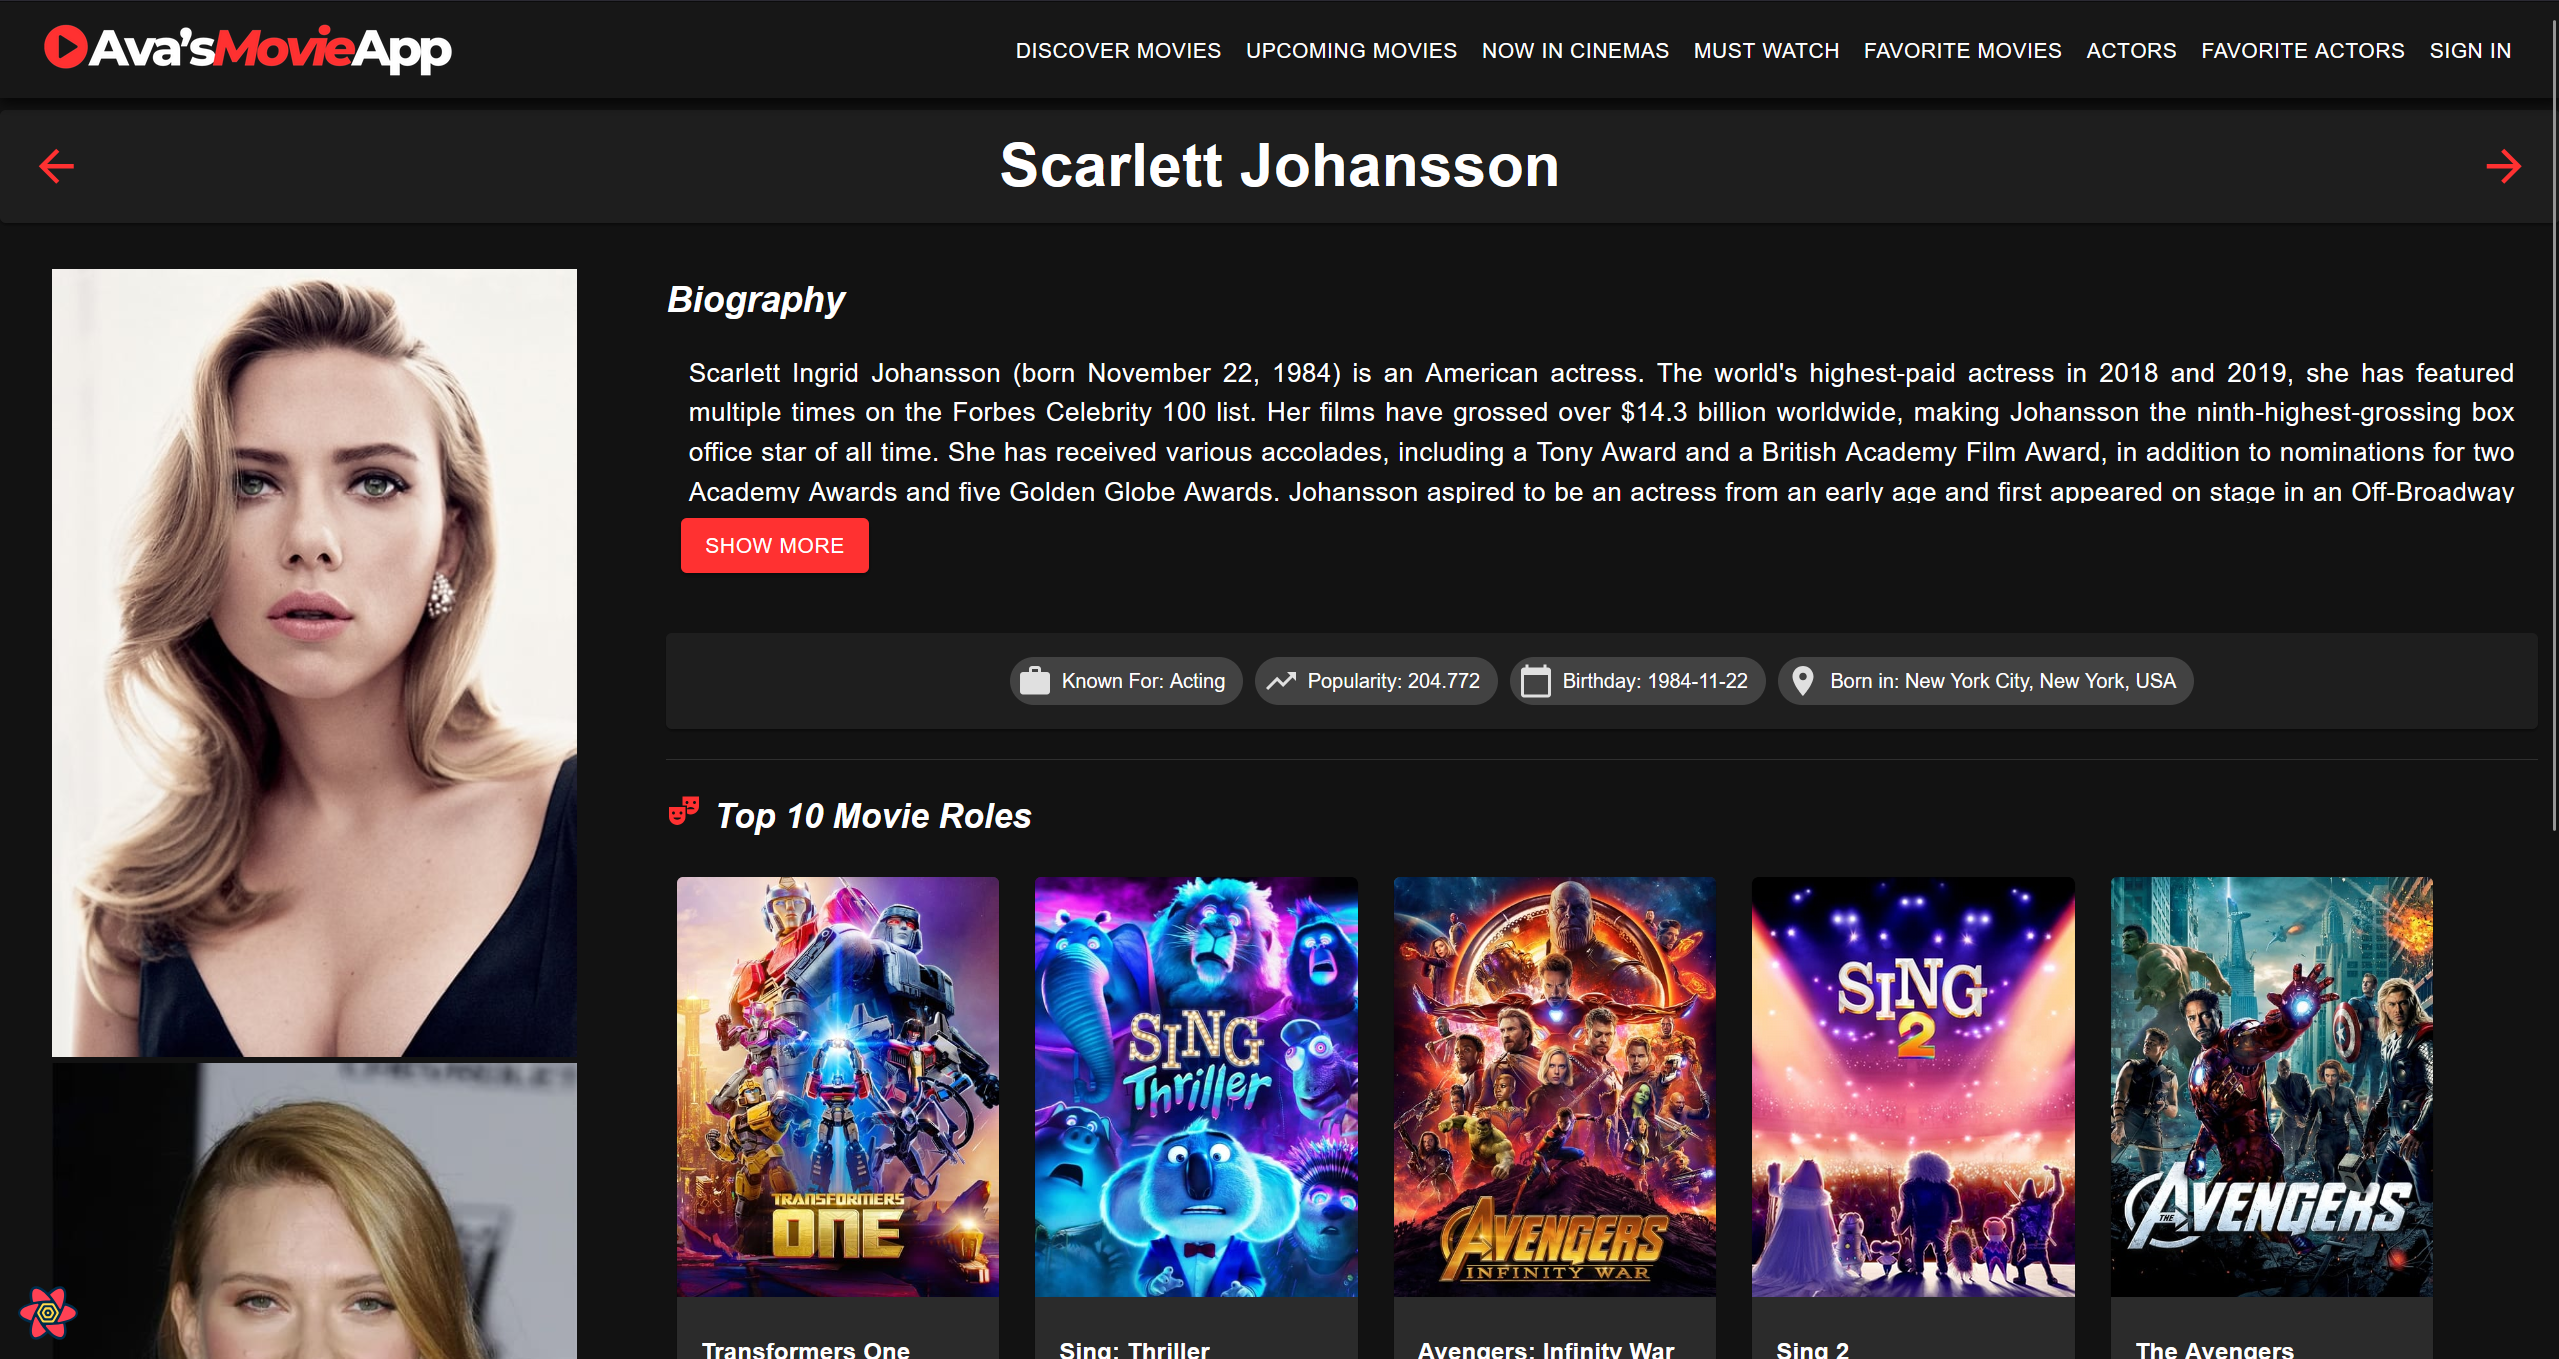 Ava'sMovieApp
DISCOVER MOVIES UPCOMING MOVIES NOW IN CINEMAS MUST WATCH FAVORITE MOVIES ACTORS FAVORITE ACTORS SIGN IN
Scarlett Johansson
Biography
Scarlett Ingrid Johansson (born November 22, 1984) is an American actress. The world's highest-paid actress in 2018 and 2019, she has featured
multiple times on the Forbes Celebrity 100 list. Her films have grossed over $14.3 billion worldwide, making Johansson the ninth-highest-grossing box
office star of all time. She has received various accolades, including a Tony Award and a British Academy Film Award, in addition to nominations for two
Academy Awards and five Golden Globe Awards. Johansson aspired to be an actress from an early age and first appeared on stage in an Off-Broadway
SHOW MORE
Known For: Acting
Popularity: 204.772
Birthday: 1984-11-22
Born in: New York City, New York, USA
Top 10 Movie Roles
TRANSFORMERS
ONE
SING
Thriller
AVENGERS
INFINITY WAR
SING
2
THE AVENGERS
Transformers One
Sing: Thriller
Avengers: Infinity War
Sing 2
The Avengers